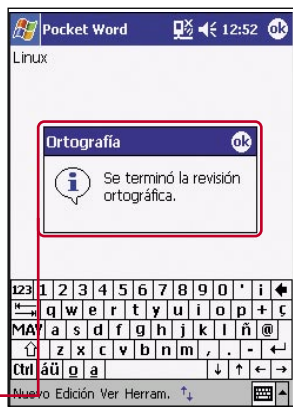 Pocket Word 12:52 ok
Linux
Ortografía ok
Se terminó la revisión
ortográfica.
123 1 2 3 4 5 6 7 8 9 0 ' ¡
q w e r t y u i o p + ç
MAY a s d f g h j k l ñ @
z x c v b n m , . -
Ctrl áü º ª ↓ ↑ ← →
Nuevo Edición Ver Herram.